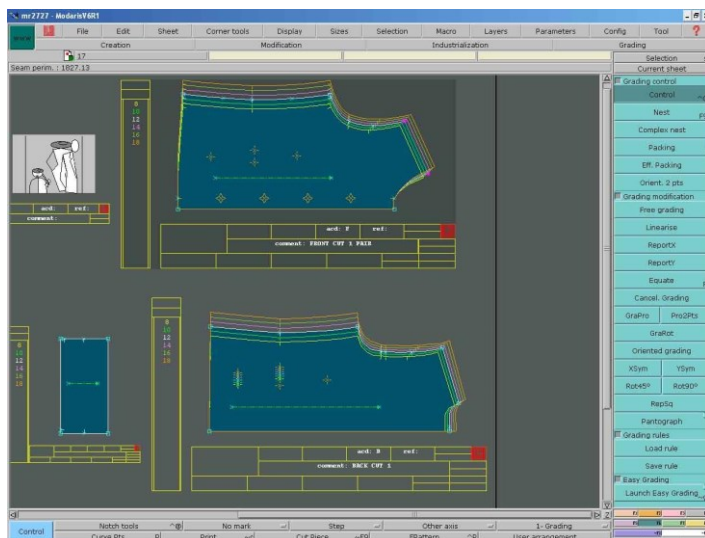 mr2727 - ModarisV6R1
File Edit Sheet Corner tools Display Sizes Selection Macro Layers Parameters Config Tool ?
Creation Modification Industrialization Grading
17
Selection
Seam perim. : 1827.13
Current sheet
Grading control
Control
Nest
Complex nest
Packing
Eff. Packing
Orient. 2 pts
Grading modification
Free grading
Linearise
ReportX
ReportY
Equate
Cancel. Grading
GraPro Pro2Pts
GraRot
Oriented grading
XSym YSym
Rot45º Rot90º
RepSq
Pantograph
Grading rules
Load rule
Save rule
Easy Grading
Launch Easy Grading
8
10
12
14
16
18
acd: ref:
comment:
acd: F ref:
comment: FRONT CUT 1 PAIR
8
10
12
14
16
18
8
10
12
14
16
18
acd: B ref:
comment: BACK CUT 1
Control
Notch tools ^@ No mark Step Other axis 1- Grading
Curve Pts Print Cut Piece FPattern User arrangement